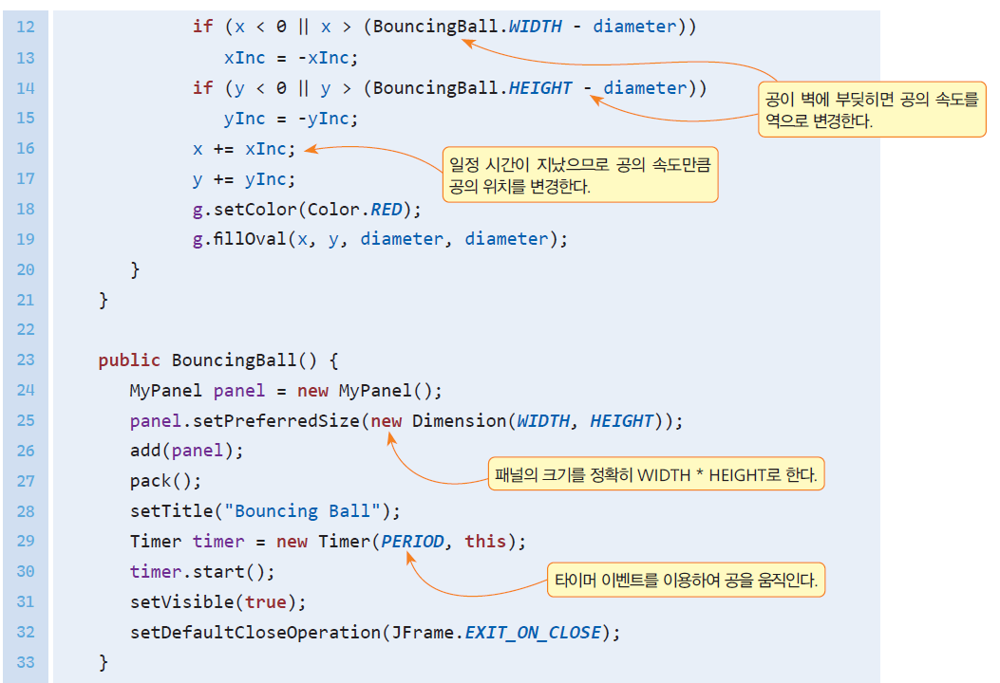 12 if (x < 0 || x > (BouncingBall.WIDTH - diameter))
13 xInc = -xInc;
14 if (y < 0 || y > (BouncingBall.HEIGHT - diameter))
공이 벽에 부딪히면 공의 속도를
역으로 변경한다.
15 yInc = -yInc;
16 x += xInc;
일정 시간이 지났으므로 공의 속도만큼
공의 위치를 변경한다.
17 y += yInc;
18 g.setColor(Color.RED);
19 g.fillOval(x, y, diameter, diameter);
20 }
21 }
22
23 public BouncingBall() {
24 MyPanel panel = new MyPanel();
25 panel.setPreferredSize(new Dimension(WIDTH, HEIGHT));
26 add(panel);
27 pack();
패널의 크기를 정확히 WIDTH * HEIGHT로 한다.
28 setTitle("Bouncing Ball");
29 Timer timer = new Timer(PERIOD, this);
30 timer.start();
타이머 이벤트를 이용하여 공을 움직인다.
31 setVisible(true);
32 setDefaultCloseOperation(JFrame.EXIT_ON_CLOSE);
33 }